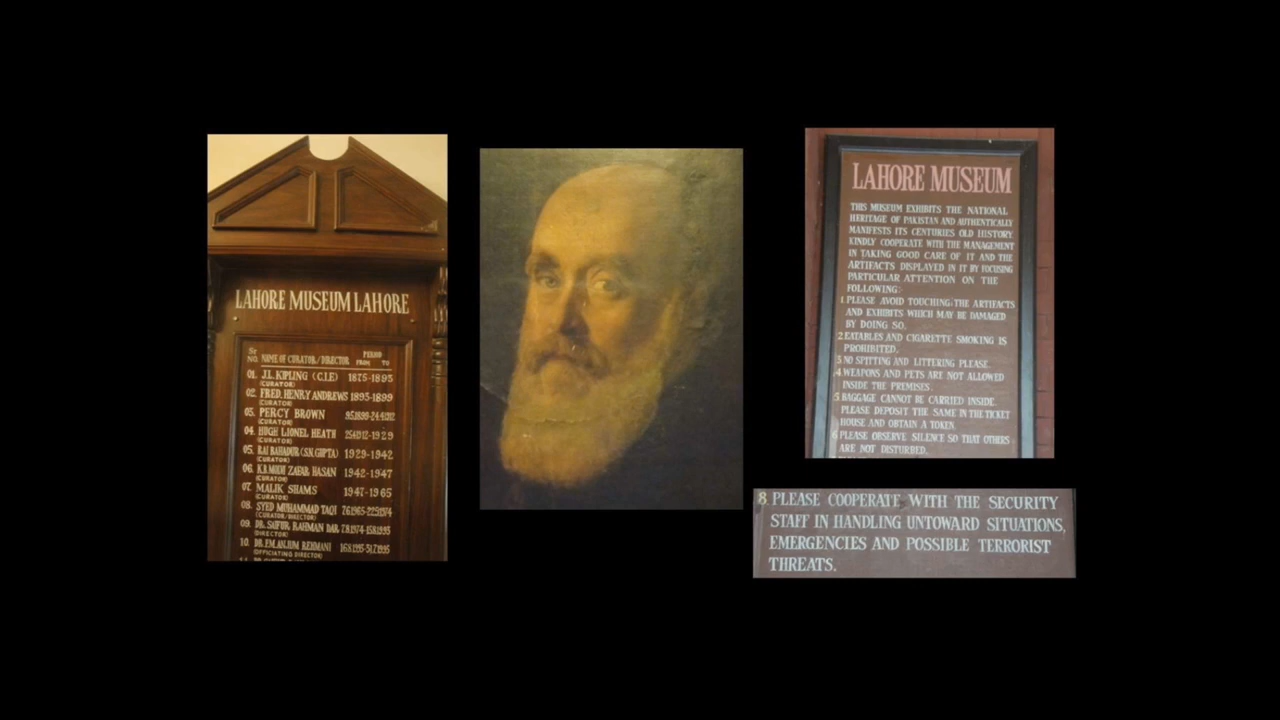 LAHORE MUSEUM LAHORE
Sr NO. NAME OF CURATOR/DIRECTOR PERIOD FROM TO
01. J.L. KIPLING (C.I.E) 1875-1893
(CURATOR)
02. FRED. HENRY ANDREWS 1893-1899
(CURATOR)
03. PERCY BROWN
(CURATOR)
04. HUGH LIONEL HEATH
(CURATOR)
05. RAI BAHADUR (S.N. GUPTA) 1929-1942
(CURATOR)
06. K.B. MOULVI ZAFAR HASAN 1942-1947
(CURATOR)
07. MALIK SHAMS 1947-1965
(CURATOR)
08. SYED MUHAMMAD TAQI
(CURATOR/DIRECTOR)
09. DR. SAIFUR RAHMAN DAR
(DIRECTOR)
10. REHMANI
(OFFICIATING DIRECTOR)
LAHORE MUSEUM
THIS MUSEUM EXHIBITS THE NATIONAL
HERITAGE OF PAKISTAN AND AUTHENTICALLY
MANIFESTS ITS CENTURIES OLD HISTORY.
KINDLY COOPERATE WITH THE MANAGEMENT
IN TAKING GOOD CARE OF IT AND THE
ARTIFACTS DISPLAYED IN IT BY FOCUSING
PARTICULAR ATTENTION ON THE
FOLLOWING:-
1. PLEASE AVOID TOUCHING THE ARTIFACTS
AND EXHIBITS WHICH MAY BE DAMAGED
BY DOING SO.
2. EATABLES AND CIGARETTE SMOKING IS
PROHIBITED.
3. NO SPITTING AND LITTERING PLEASE.
4. WEAPONS AND PETS ARE NOT ALLOWED
INSIDE THE PREMISES.
5. BAGGAGE CANNOT BE CARRIED INSIDE.
PLEASE DEPOSIT THE SAME IN THE TICKET
HOUSE AND OBTAIN A TOKEN.
6. PLEASE OBSERVE SILENCE SO THAT OTHERS
ARE NOT DISTURBED.
8. PLEASE COOPERATE WITH THE SECURITY
STAFF IN HANDLING UNTOWARD SITUATIONS,
EMERGENCIES AND POSSIBLE TERRORIST
THREATS.